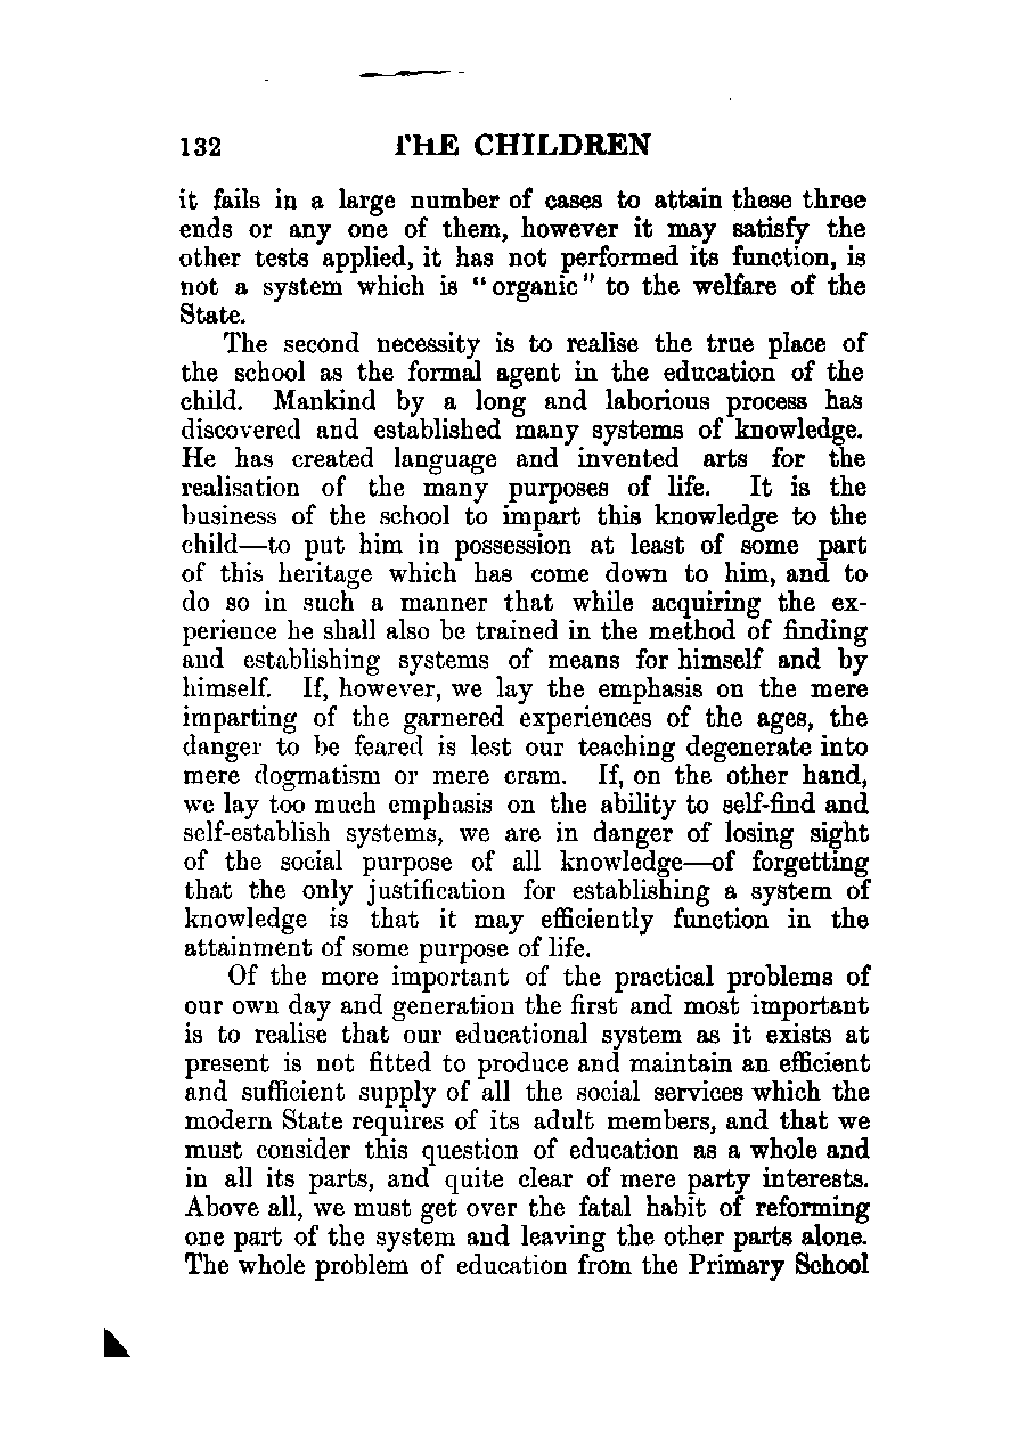 132 THE CHILDREN
it fails in a large number of cases to attain these three
ends or any one of them, however it may satisfy the
other tests applied, it has not performed its function, is
not a system which is "organic" to the welfare of the
State.
The second necessity is to realise the true place of
the school as the formal agent in the education of the
child. Mankind by a long and laborious process has
discovered and established many systems of knowledge.
He has created language and invented arts for the
realisation of the many purposes of life. It is the
business of the school to impart this knowledge to the
child—to put him in possession at least of some part
of this heritage which has come down to him, and to
do so in such a manner that while acquiring the ex-
perience he shall also be trained in the method of finding
and establishing systems of means for himself and by
himself. If, however, we lay the emphasis on the mere
imparting of the garnered experiences of the ages, the
danger to be feared is lest our teaching degenerate into
mere dogmatism or mere cram. If, on the other hand,
we lay too much emphasis on the ability to self-find and
self-establish systems, we are in danger of losing sight
of the social purpose of all knowledge—of forgetting
that the only justification for establishing a system of
knowledge is that it may efficiently function in the
attainment of some purpose of life.
Of the more important of the practical problems of
our own day and generation the first and most important
is to realise that our educational system as it exists at
present is not fitted to produce and maintain an efficient
and sufficient supply of all the social services which the
modern State requires of its adult members, and that we
must consider this question of education as a whole and
in all its parts, and quite clear of mere party interests.
Above all, we must get over the fatal habit of reforming
one part of the system and leaving the other parts alone.
The whole problem of education from the Primary School